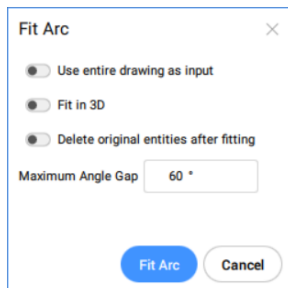 Fit Arc
Use entire drawing as input
Fit in 3D
Delete original entities after fitting
Maximum Angle Gap 60 °
Fit Arc Cancel